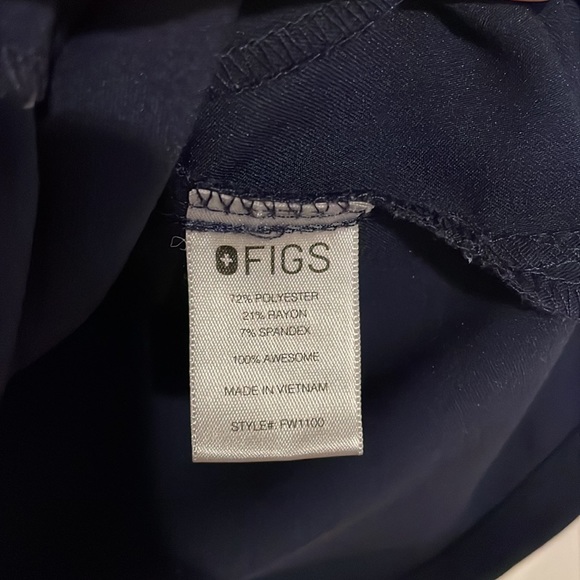 FIGS
72% POLYESTER
21% RAYON
7% SPANDEX
100% AWESOME
MADE IN VIETNAM
STYLE#: FW1100